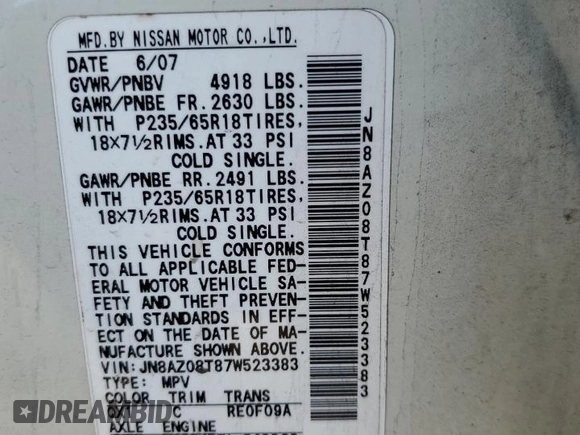 MFD.BY NISSAN MOTOR CO.,LTD.
DATE 6/07
GVWR/PNBV 4918 LBS.
GAWR/PNBE FR. 2630 LBS.
WITH P235/65R18TIRES,
18X7½RIMS.AT 33 PSI
COLD SINGLE.
GAWR/PNBE RR. 2491 LBS.
WITH P235/65R18TIRES,
18X7½RIMS.AT 33 PSI
COLD SINGLE.
THIS VEHICLE CONFORMS
TO ALL APPLICABLE FED-
ERAL MOTOR VEHICLE SA-
FETY AND THEFT PREVEN-
TION STANDARDS IN EFF-
ECT ON THE DATE OF MA-
NUFACTURE SHOWN ABOVE.
VIN: JN8AZ08T87W523383
TYPE: MPV
COLOR TRIM TRANS
C RE0F09A
AXLE ENGINE
JN8AZ08T87W523383
DREAMBID